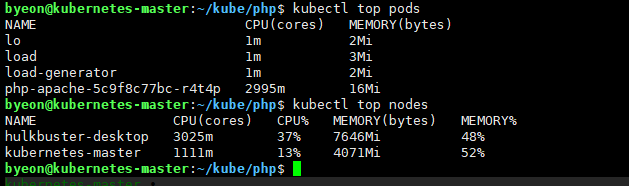 byeon@kubernetes-master:~/kube/php$ kubectl top pods
NAME CPU(cores) MEMORY(bytes)
lo 1m 2Mi
load 1m 3Mi
load-generator 1m 2Mi
php-apache-5c9f8c77bc-r4t4p 2995m 16Mi
byeon@kubernetes-master:~/kube/php$ kubectl top nodes
NAME CPU(cores) CPU% MEMORY(bytes) MEMORY%
hulkbuster-desktop 3025m 37% 7646Mi 48%
kubernetes-master 1111m 13% 4071Mi 52%
byeon@kubernetes-master:~/kube/php$